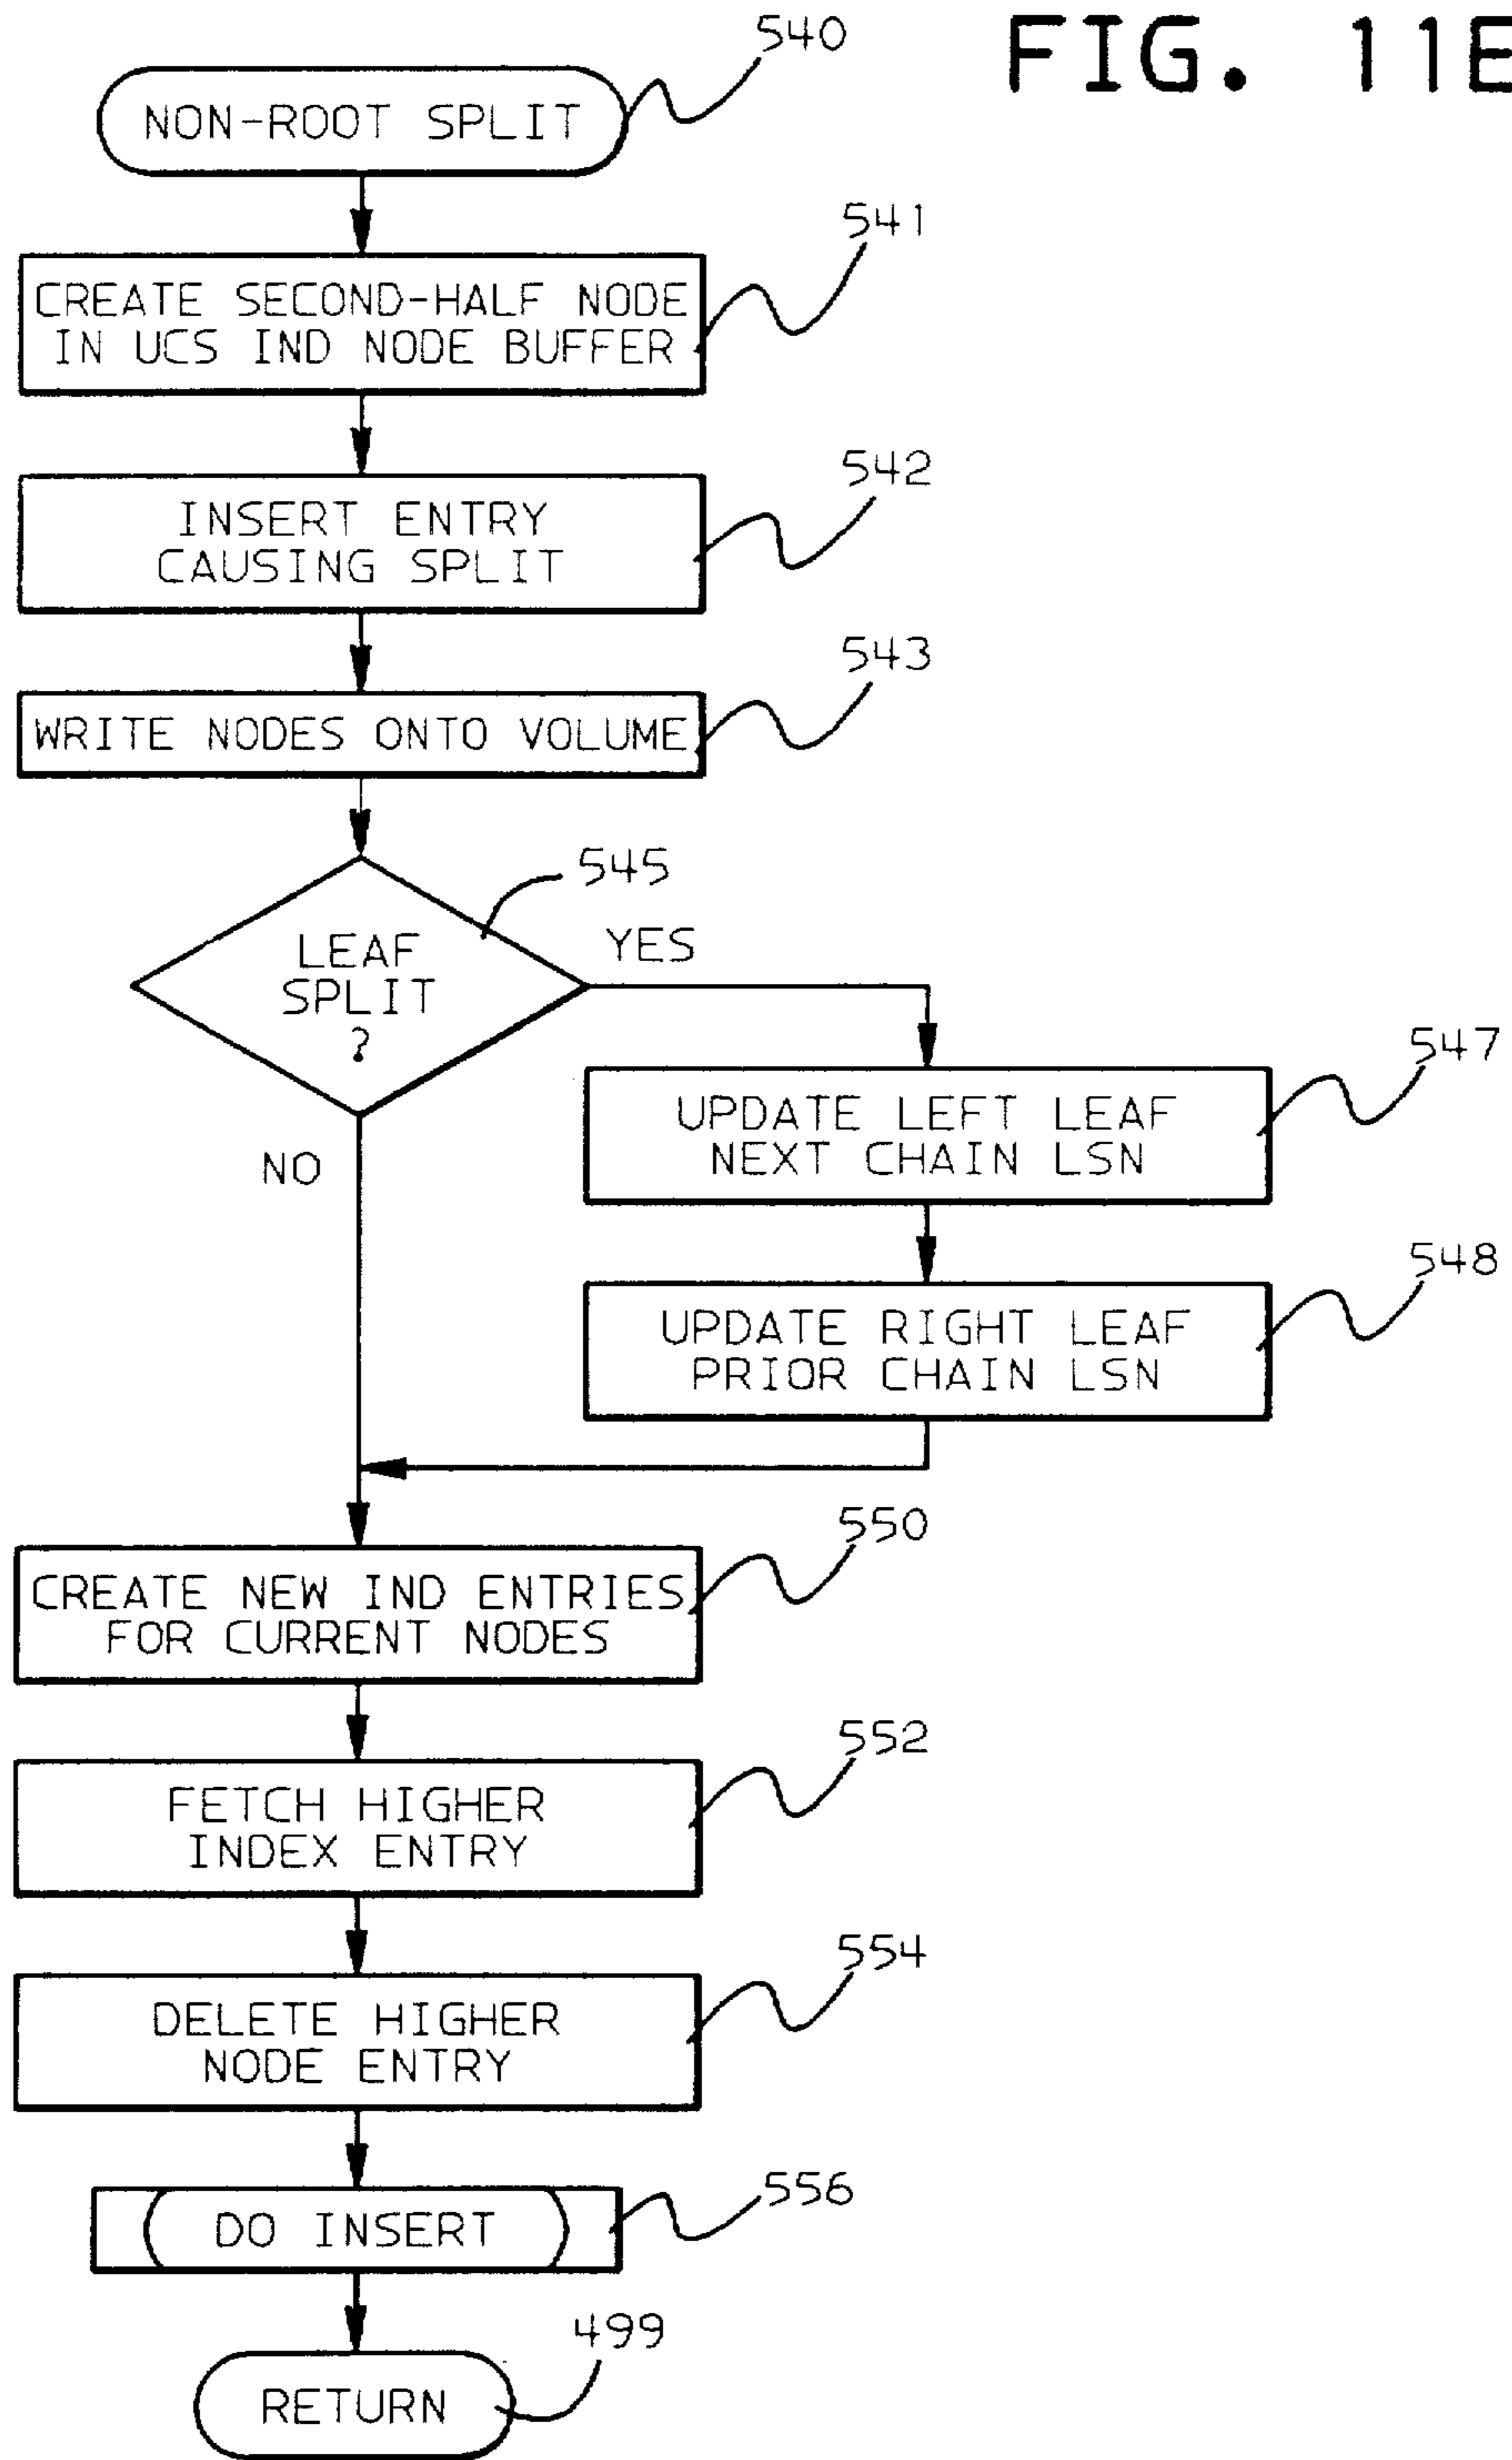 FIG. 11E
540
NON-ROOT SPLIT
541
CREATE SECOND-HALF NODE
IN UCS IND NODE BUFFER
542
INSERT ENTRY
CAUSING SPLIT
543
WRITE NODES ONTO VOLUME
545
LEAF
SPLIT
?
YES
NO
547
UPDATE LEFT LEAF
NEXT CHAIN LSN
548
UPDATE RIGHT LEAF
PRIOR CHAIN LSN
550
CREATE NEW IND ENTRIES
FOR CURRENT NODES
552
FETCH HIGHER
INDEX ENTRY
554
DELETE HIGHER
NODE ENTRY
556
DO INSERT
499
RETURN